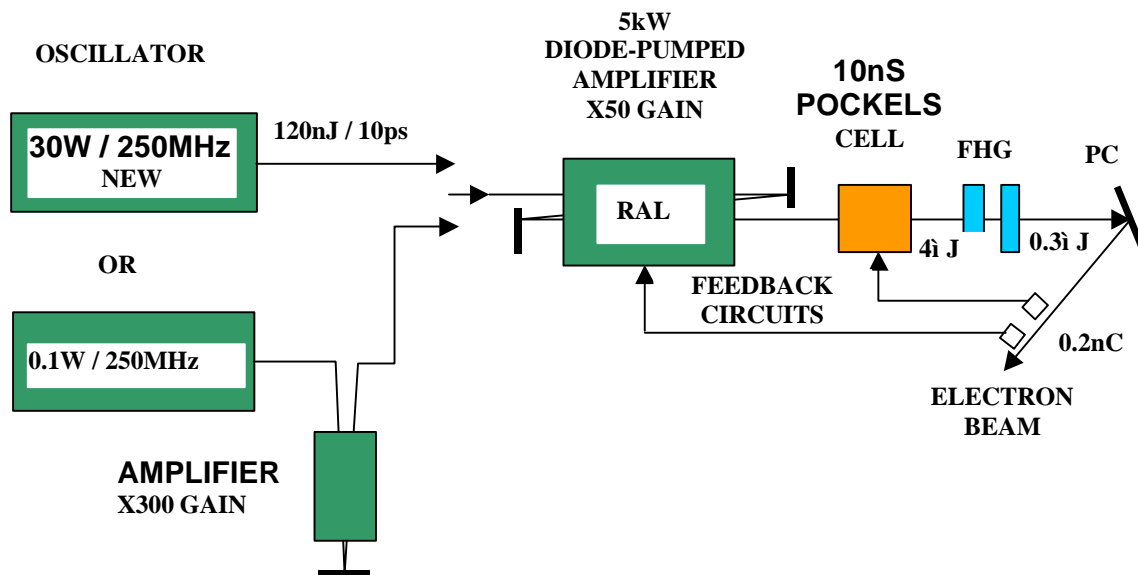 OSCILLATOR
30W / 250MHz
NEW
120nJ / 10ps
OR
0.1W / 250MHz
AMPLIFIER
X300 GAIN
5kW
DIODE-PUMPED
AMPLIFIER
X50 GAIN
RAL
10nS
POCKELS
CELL
4ì J
FHG
0.3ì J
PC
FEEDBACK
CIRCUITS
0.2nC
ELECTRON
BEAM